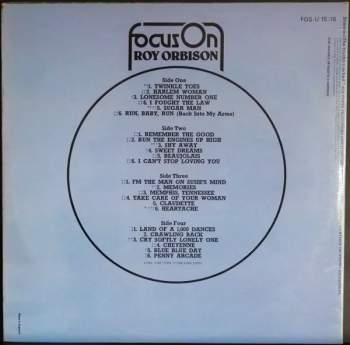 FOS-U 15/16
Focus On
ROY ORBISON
Side One
1. TWINKLE TOES
2. HARLEM WOMAN
3. LONESOME NUMBER ONE
4. I FOUGHT THE LAW
5. SUGAR MAN
6. RUN, BABY, RUN (Back Into My Arms)
Side Two
1. REMEMBER THE GOOD
2. RUN THE ENGINES UP HIGH
3. SHY AWAY
4. SWEET DREAMS
5. BEAUJOLAIS
6. I CAN'T STOP LOVING YOU
Side Three
1. I'M THE MAN ON SUSIE'S MIND
2. MEMORIES
3. MEMPHIS, TENNESSEE
4. TAKE CARE OF YOUR WOMAN
5. CLAUDETTE
6. HEARTACHE
Side Four
1. LAND OF A 1,000 DANCES
2. CRAWLING BACK
3. CRY SOFTLY LONELY ONE
4. CHEYENNE
5. BLUE BLUE DAY
6. PENNY ARCADE